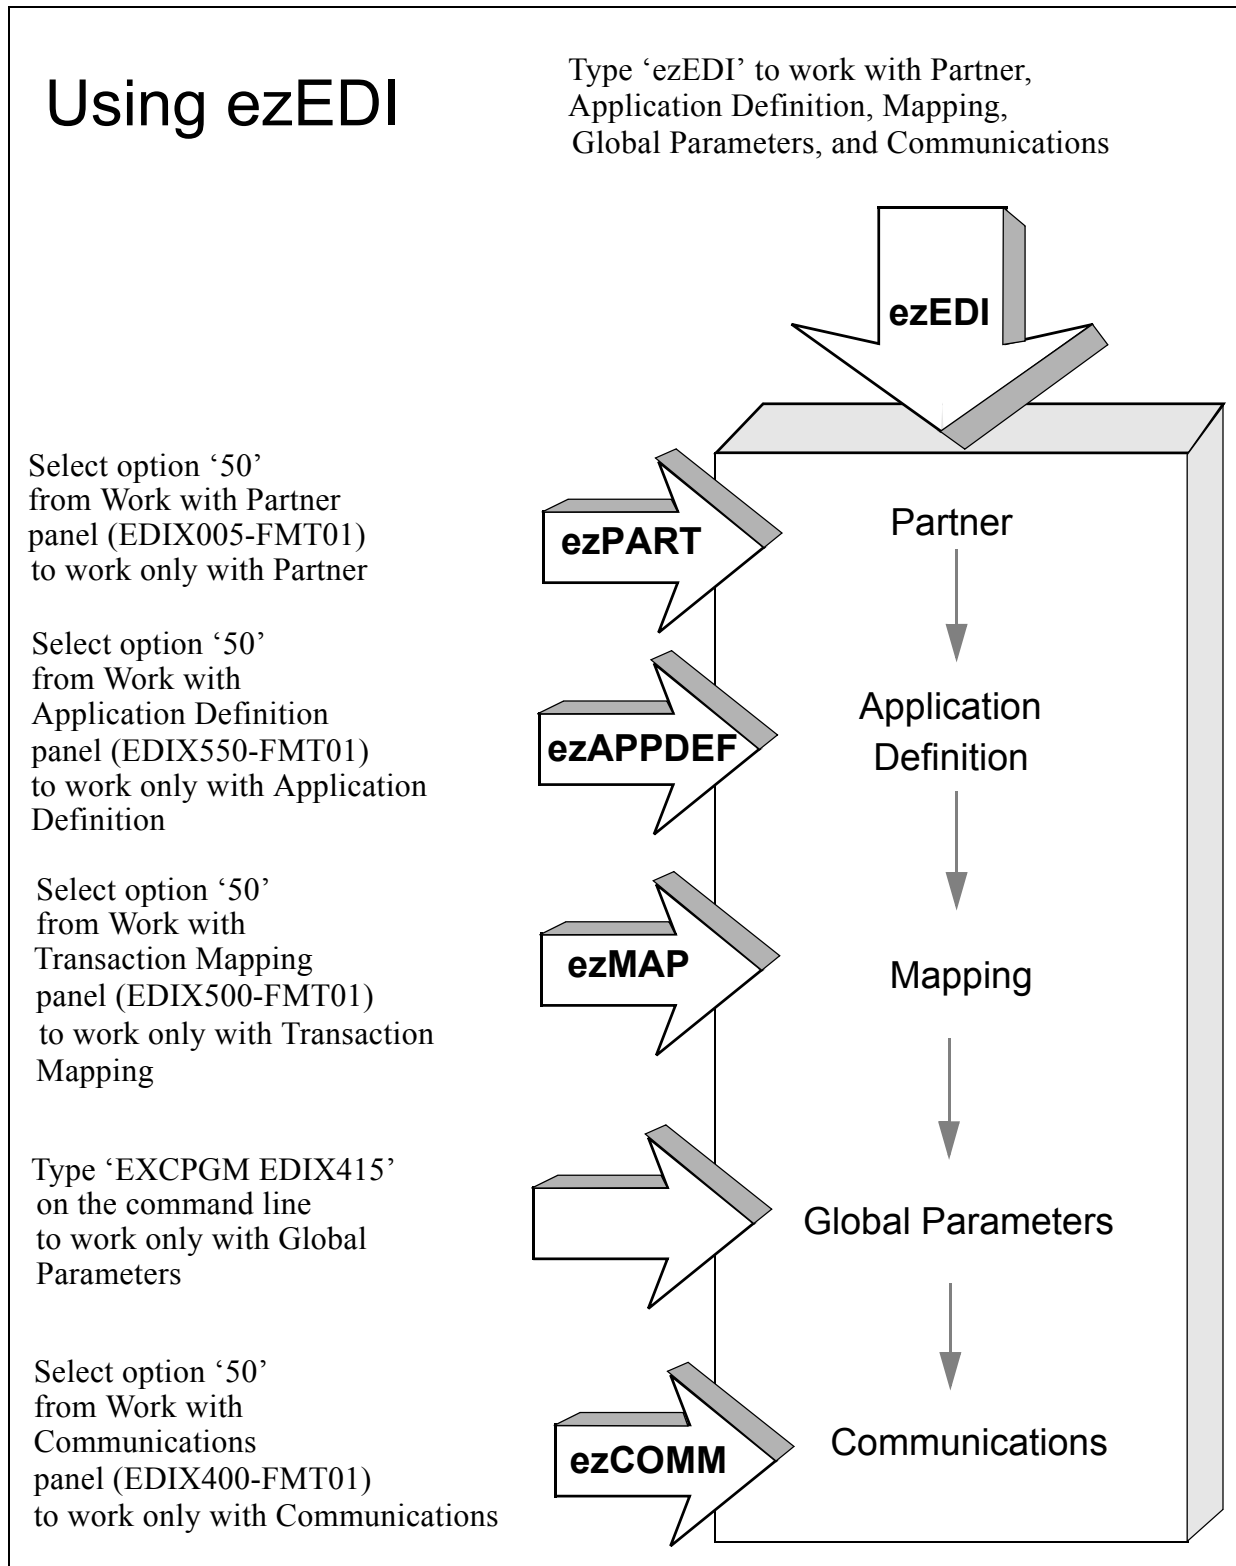 Using ezEDI
Type ‘ezEDI’ to work with Partner,
Application Definition, Mapping,
Global Parameters, and Communications
ezEDI
Select option ‘50’
from Work with Partner
panel (EDIX005-FMT01)
to work only with Partner
ezPART
Partner
Select option ‘50’
from Work with
Application Definition
panel (EDIX550-FMT01)
to work only with Application
Definition
ezAPPDEF
Application
Definition
Select option ‘50’
from Work with
Transaction Mapping
panel (EDIX500-FMT01)
to work only with Transaction
Mapping
ezMAP
Mapping
Type ‘EXCPGM EDIX415’
on the command line
to work only with Global
Parameters
Global Parameters
Select option ‘50’
from Work with
Communications
panel (EDIX400-FMT01)
to work only with Communications
ezCOMM
Communications